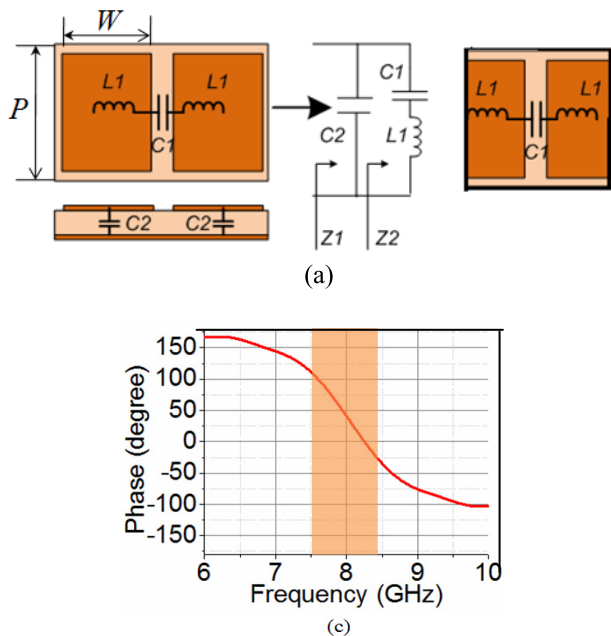 W
P
L1
L1
C1
C2
C2
C1
C2
L1
Z1
Z2
L1
L1
C1
(a)
150
100
50
0
-50
-100
-150
Phase (degree)
6
7
8
9
10
Frequency (GHz)
(c)